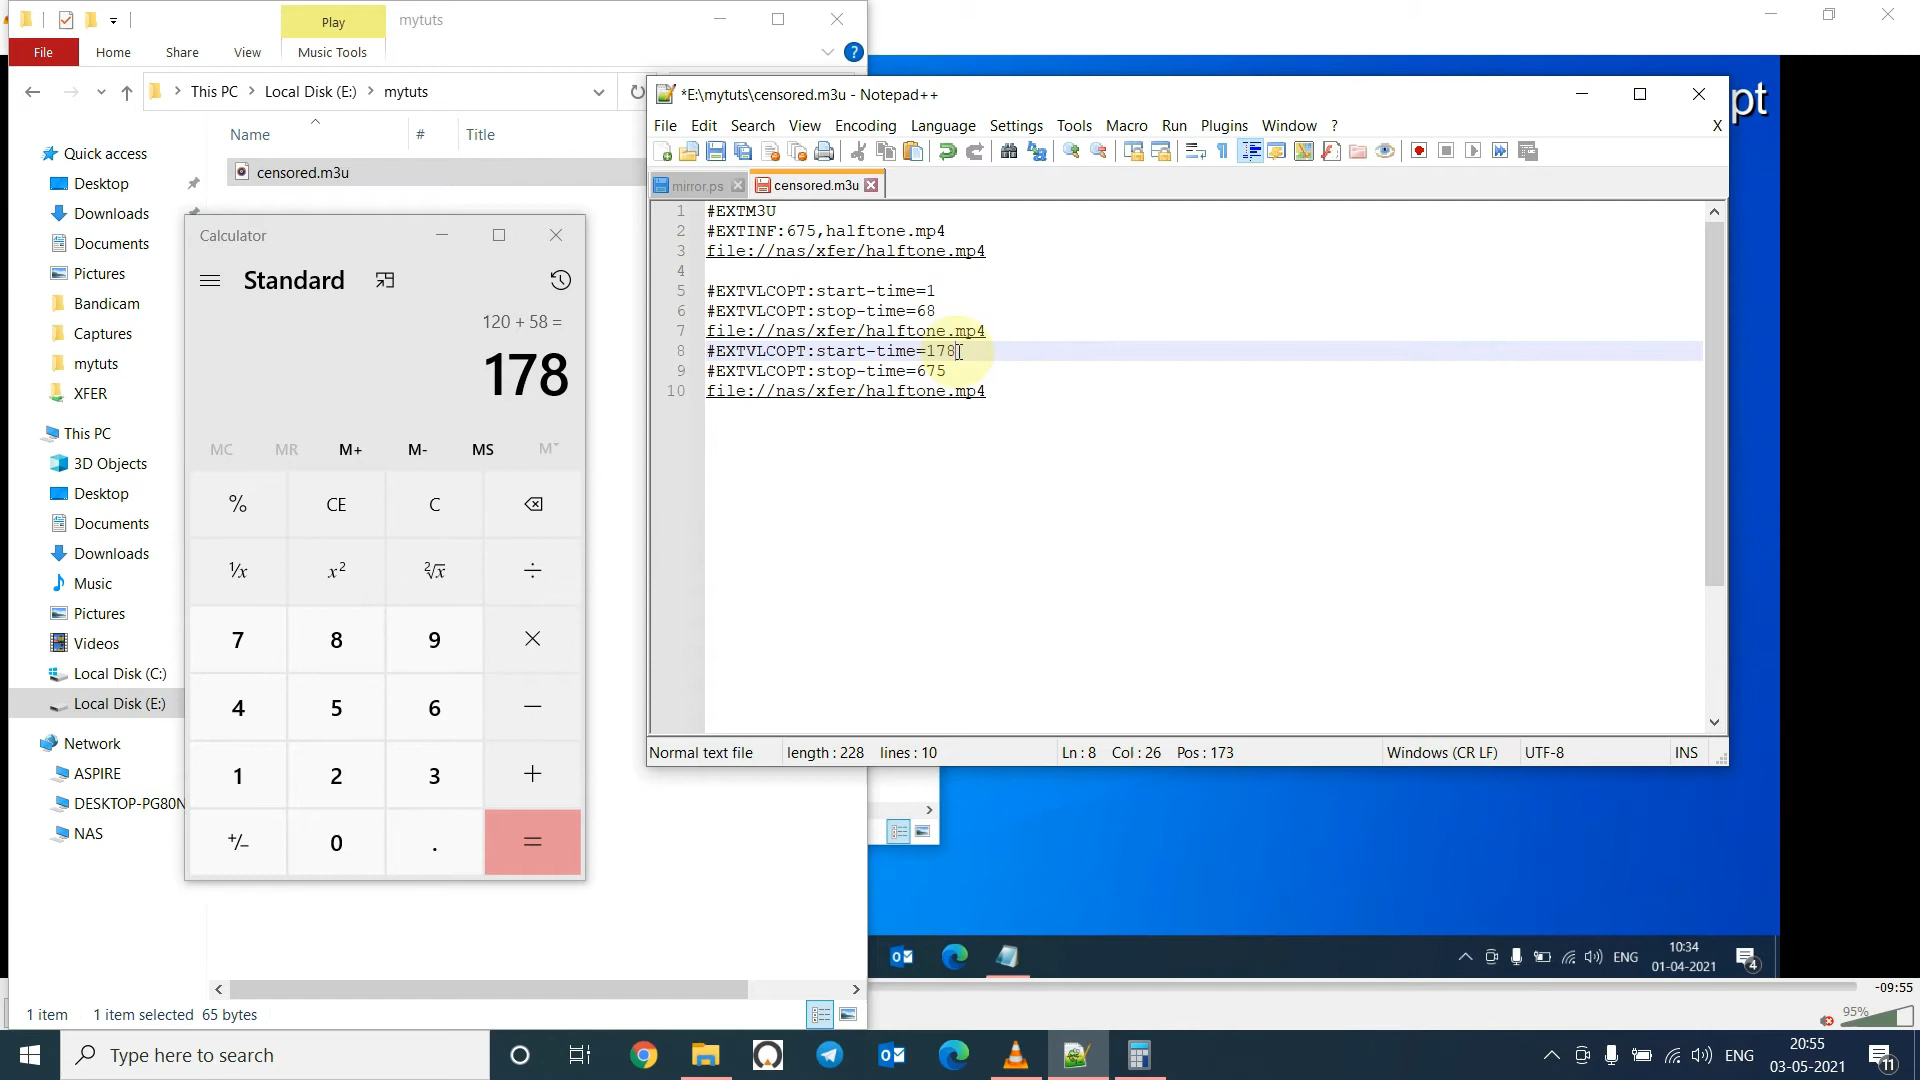 Play
mytuts
File
Home
Share
View
Music Tools
?
This PC
Local Disk (E:)
mytuts
Name
#
Title
censored.m3u
Quick access
Desktop
Downloads
Documents
Pictures
Bandicam
Captures
mytuts
XFER
This PC
3D Objects
Desktop
Documents
Downloads
Music
Pictures
Videos
Local Disk (C:)
Local Disk (E:)
Network
ASPIRE
DESKTOP-PG80N
NAS
1 item
1 item selected 65 bytes
Calculator
Standard
120 + 58 =
178
MC MR M+ M- MS M˅
% CE C
¹/x x² ²√x ÷
7 8 9 ×
4 5 6 −
1 2 3 +
+/− 0 . =
*E:\mytuts\censored.m3u - Notepad++
File Edit Search View Encoding Language Settings Tools Macro Run Plugins Window ? X
mirror.ps
censored.m3u
1 #EXTM3U
2 #EXTINF:675,halftone.mp4
3 file://nas/xfer/halftone.mp4
4
5 #EXTVLCOPT:start-time=1
6 #EXTVLCOPT:stop-time=68
7 file://nas/xfer/halftone.mp4
8 #EXTVLCOPT:start-time=178
9 #EXTVLCOPT:stop-time=675
10 file://nas/xfer/halftone.mp4
Normal text file
length : 228 lines : 10
Ln : 8 Col : 26 Pos : 173
Windows (CR LF)
UTF-8
INS
pt
ENG
10:34
01-04-2021
4
-09:55
95%
Type here to search
ENG
20:55
03-05-2021
11